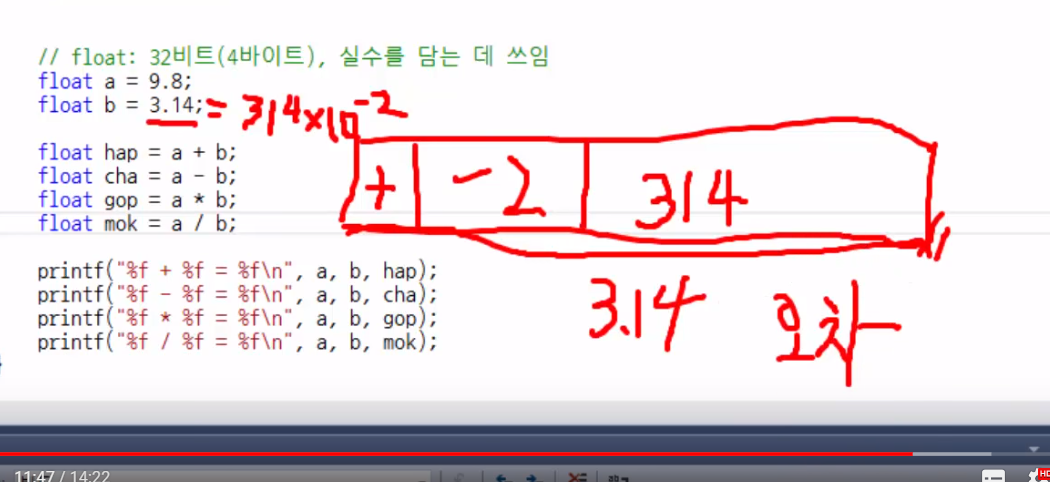 // float: 32비트(4바이트), 실수를 담는 데 쓰임
float a = 9.8;
float b = 3.14; = 314×10⁻²
+ -2 314
float hap = a + b;
float cha = a - b;
float gop = a * b;
float mok = a / b;
printf("%f + %f = %f\n", a, b, hap);
printf("%f - %f = %f\n", a, b, cha);
printf("%f * %f = %f\n", a, b, gop);
printf("%f / %f = %f\n", a, b, mok);
3.14 오차
11:47 / 14:22
HD